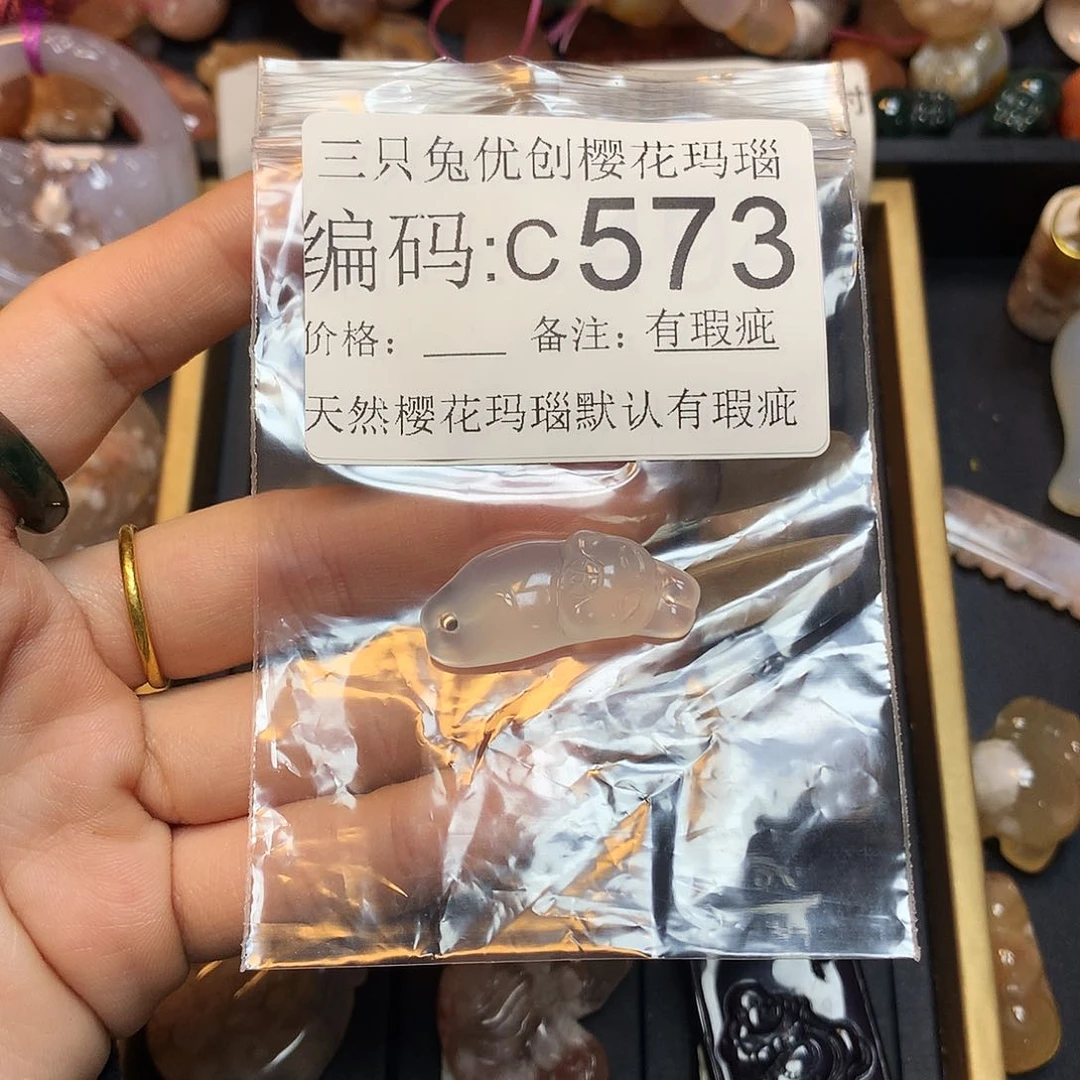 三只兔优创樱花玛瑙
编码:C573
价格：____ 备注：有瑕疵
天然樱花玛瑙默认有瑕疵